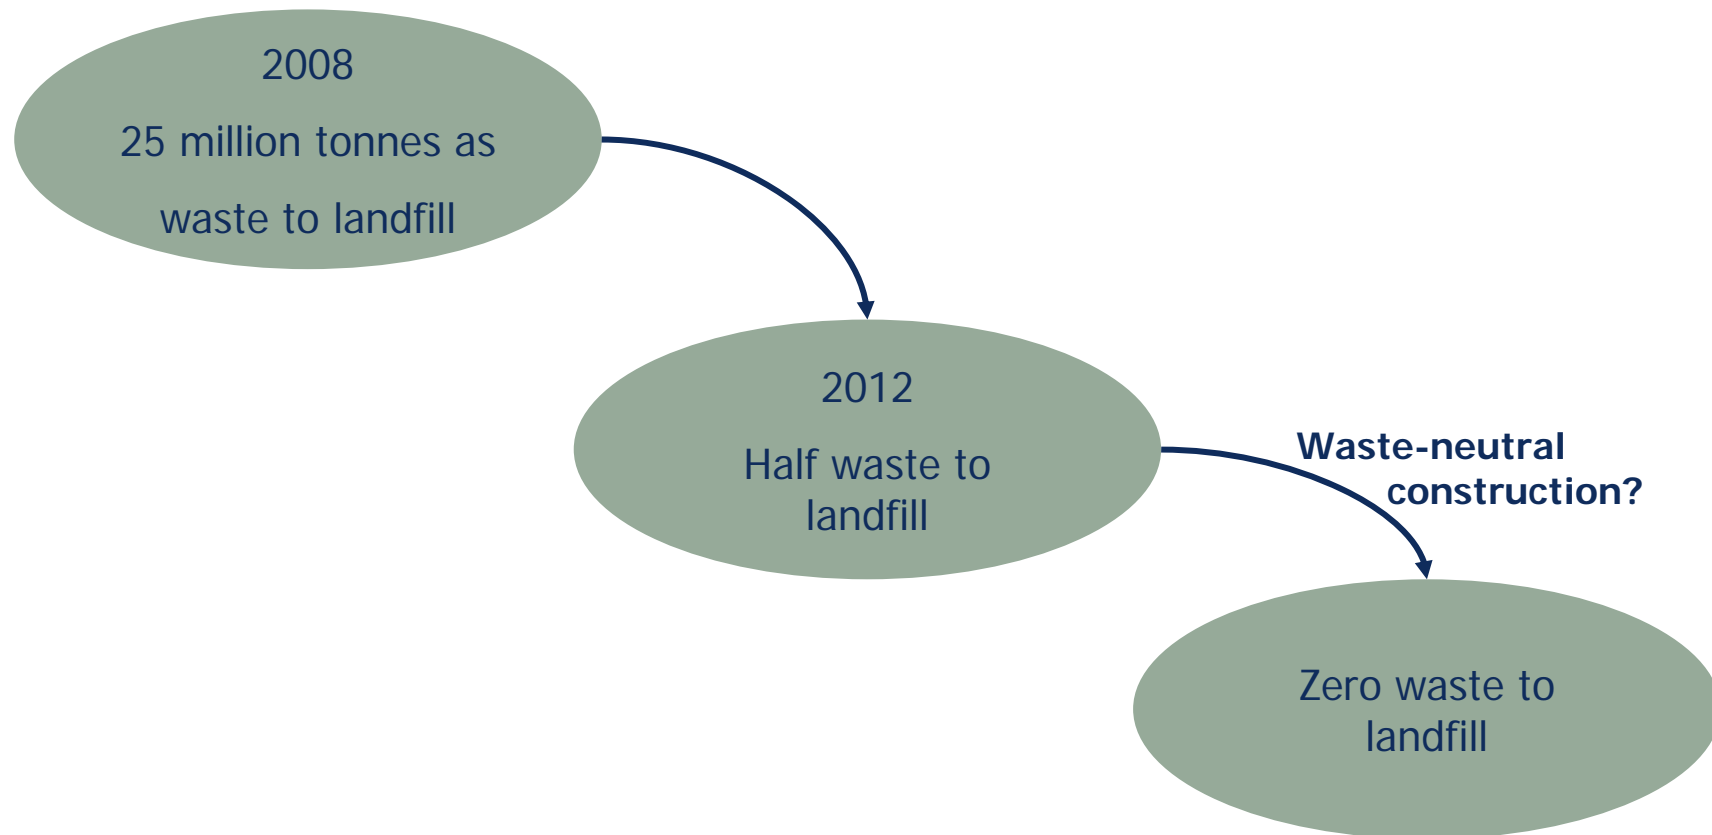 2008
25 million tonnes as
waste to landfill
2012
Half waste to
landfill
Waste-neutral
construction?
Zero waste to
landfill